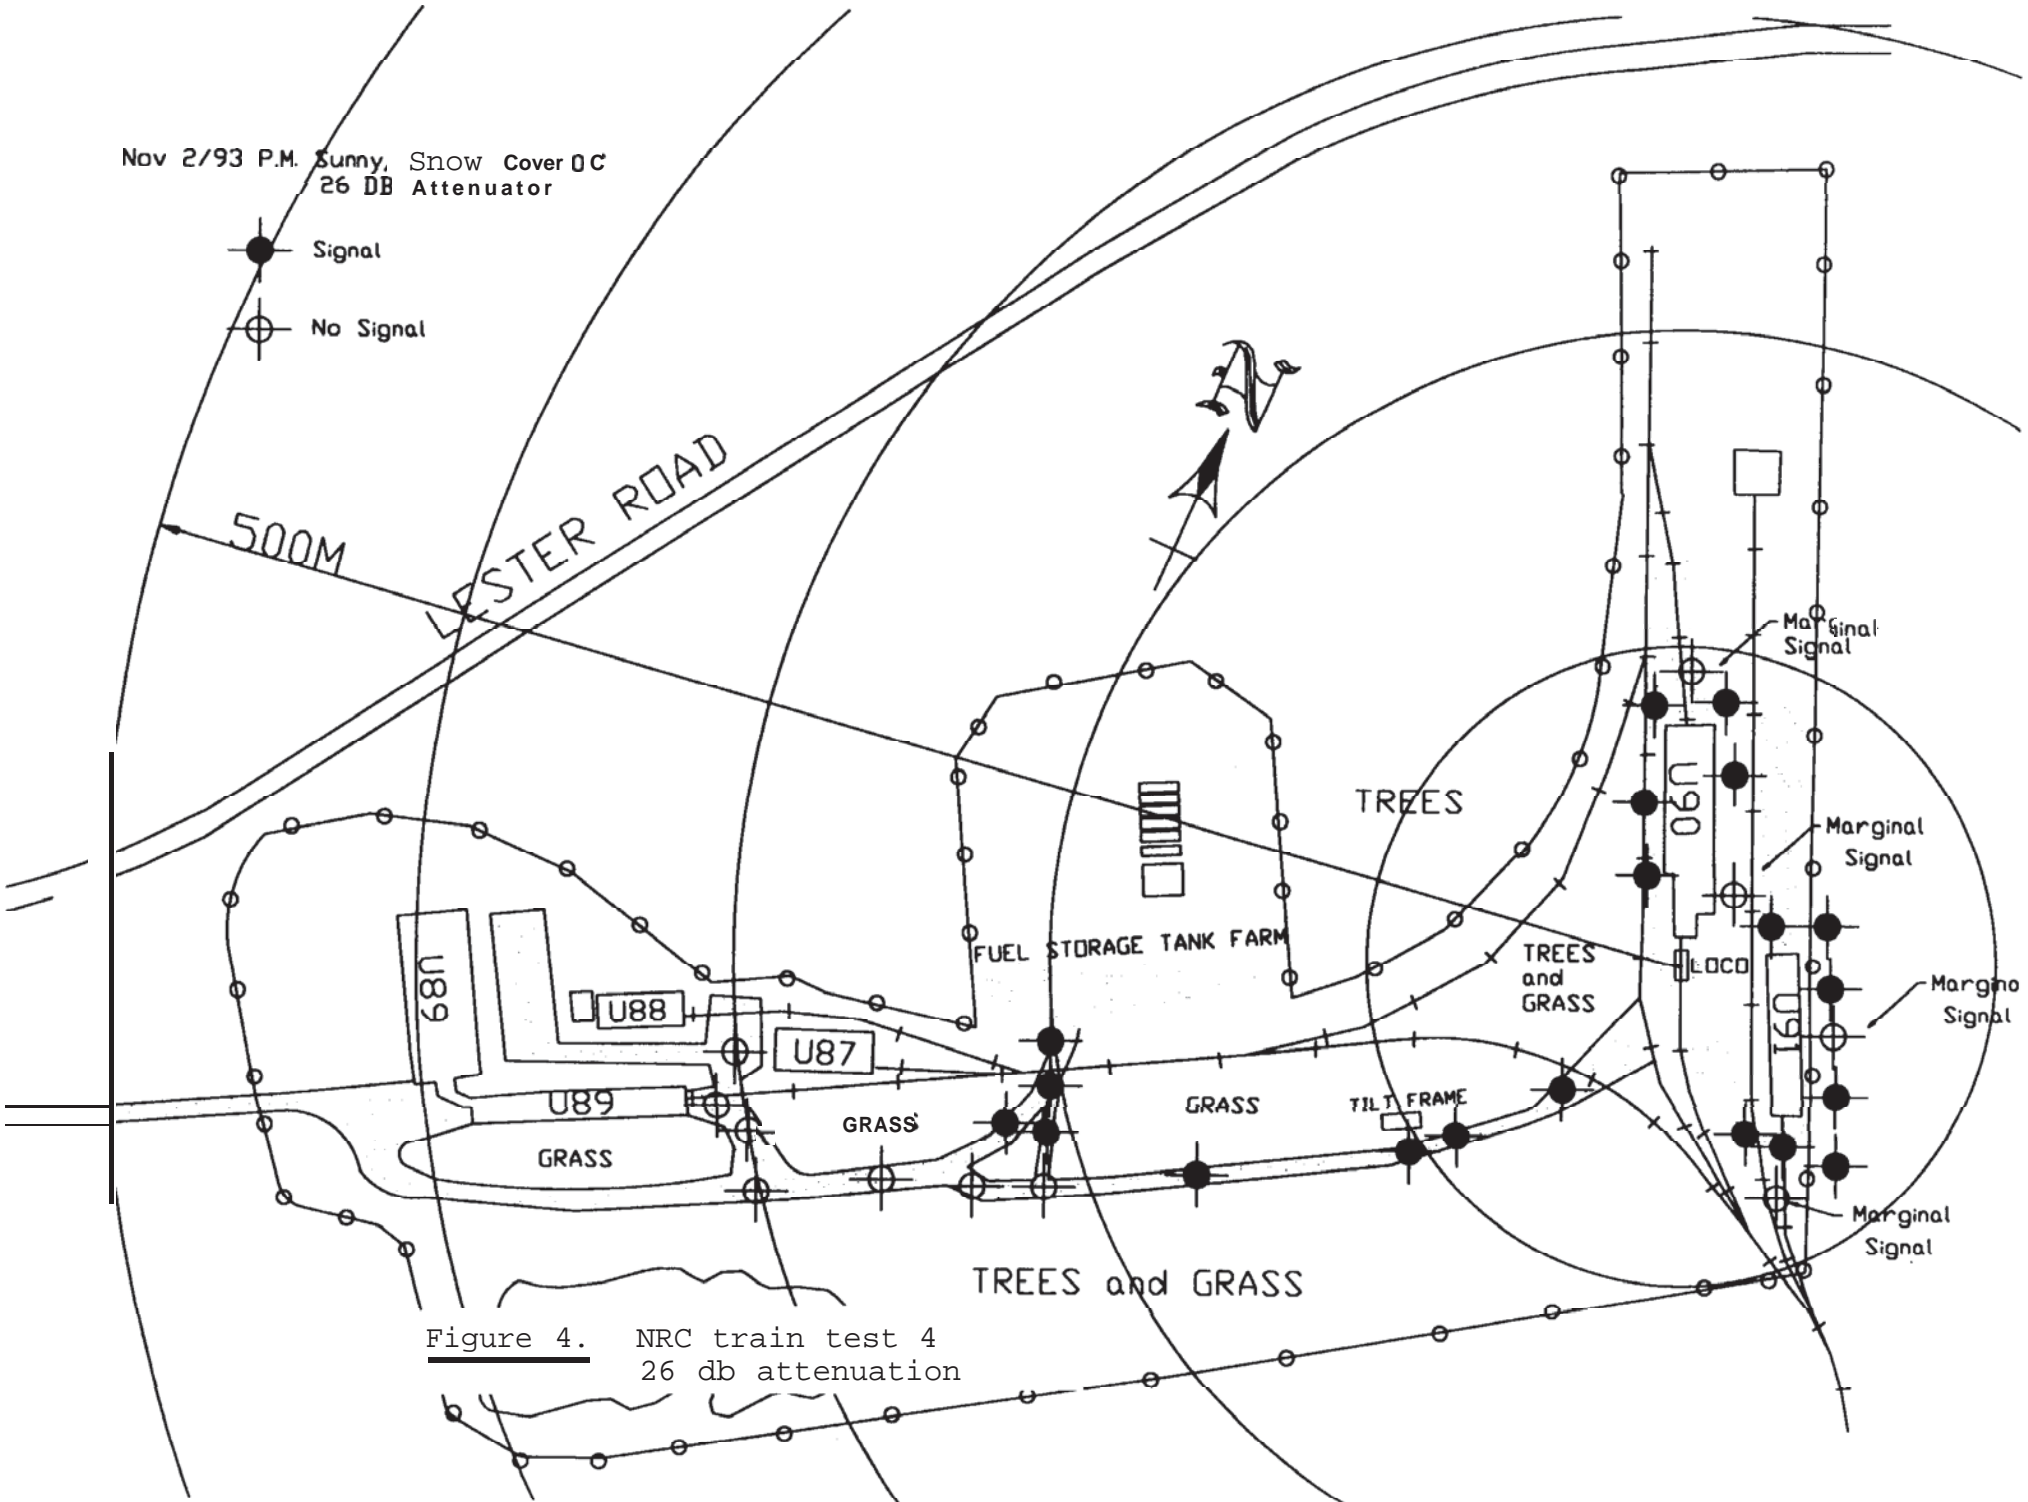 Nov 2/93 P.M. Sunny, Snow Cover 0 C
26 DB Attenuator
Signal
No Signal
N
500M
LESTER ROAD
Marginal
Signal
U90
TREES
Marginal
Signal
FUEL STORAGE TANK FARM
TREES
and
GRASS
LOCO
U89
U88
U87
U91
Margino
Signal
U89
GRASS
GRASS
GRASS
TILT FRAME
Marginal
Signal
TREES and GRASS
Figure 4. NRC train test 4
26 db attenuation